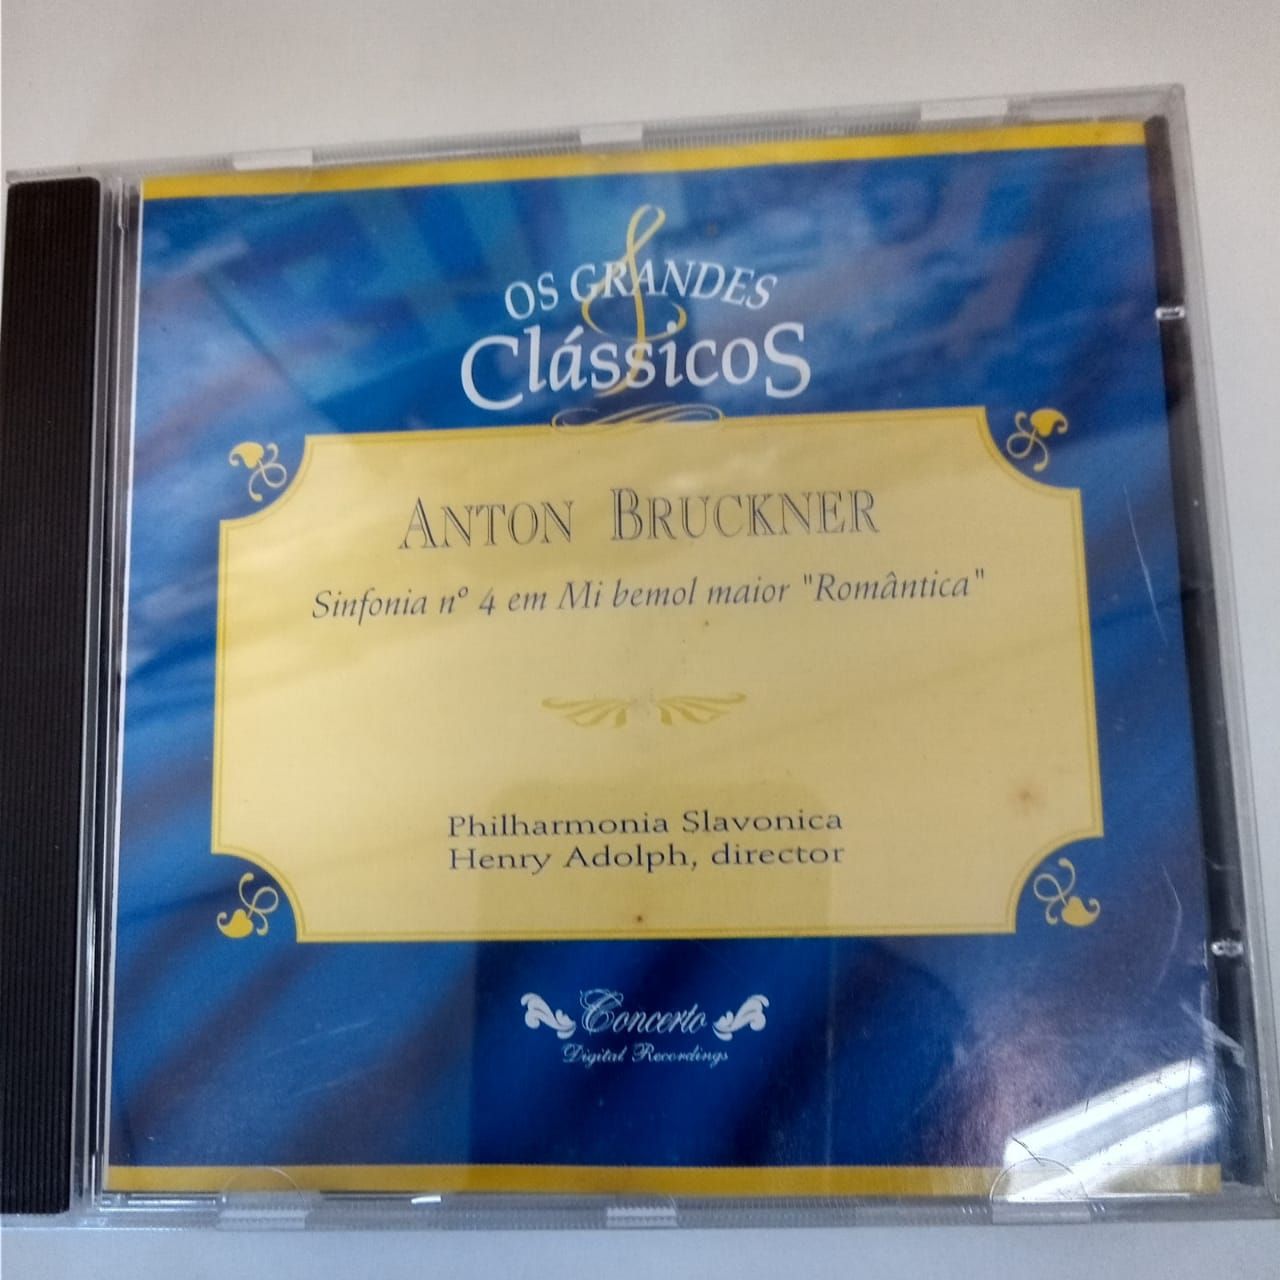 OS GRANDES
Clássicos
ANTON BRUCKNER
Sinfonia nº 4 em Mi bemol maior "Romântica"
Philharmonia Slavonica
Henry Adolph, director
Concerto
Digital Recordings